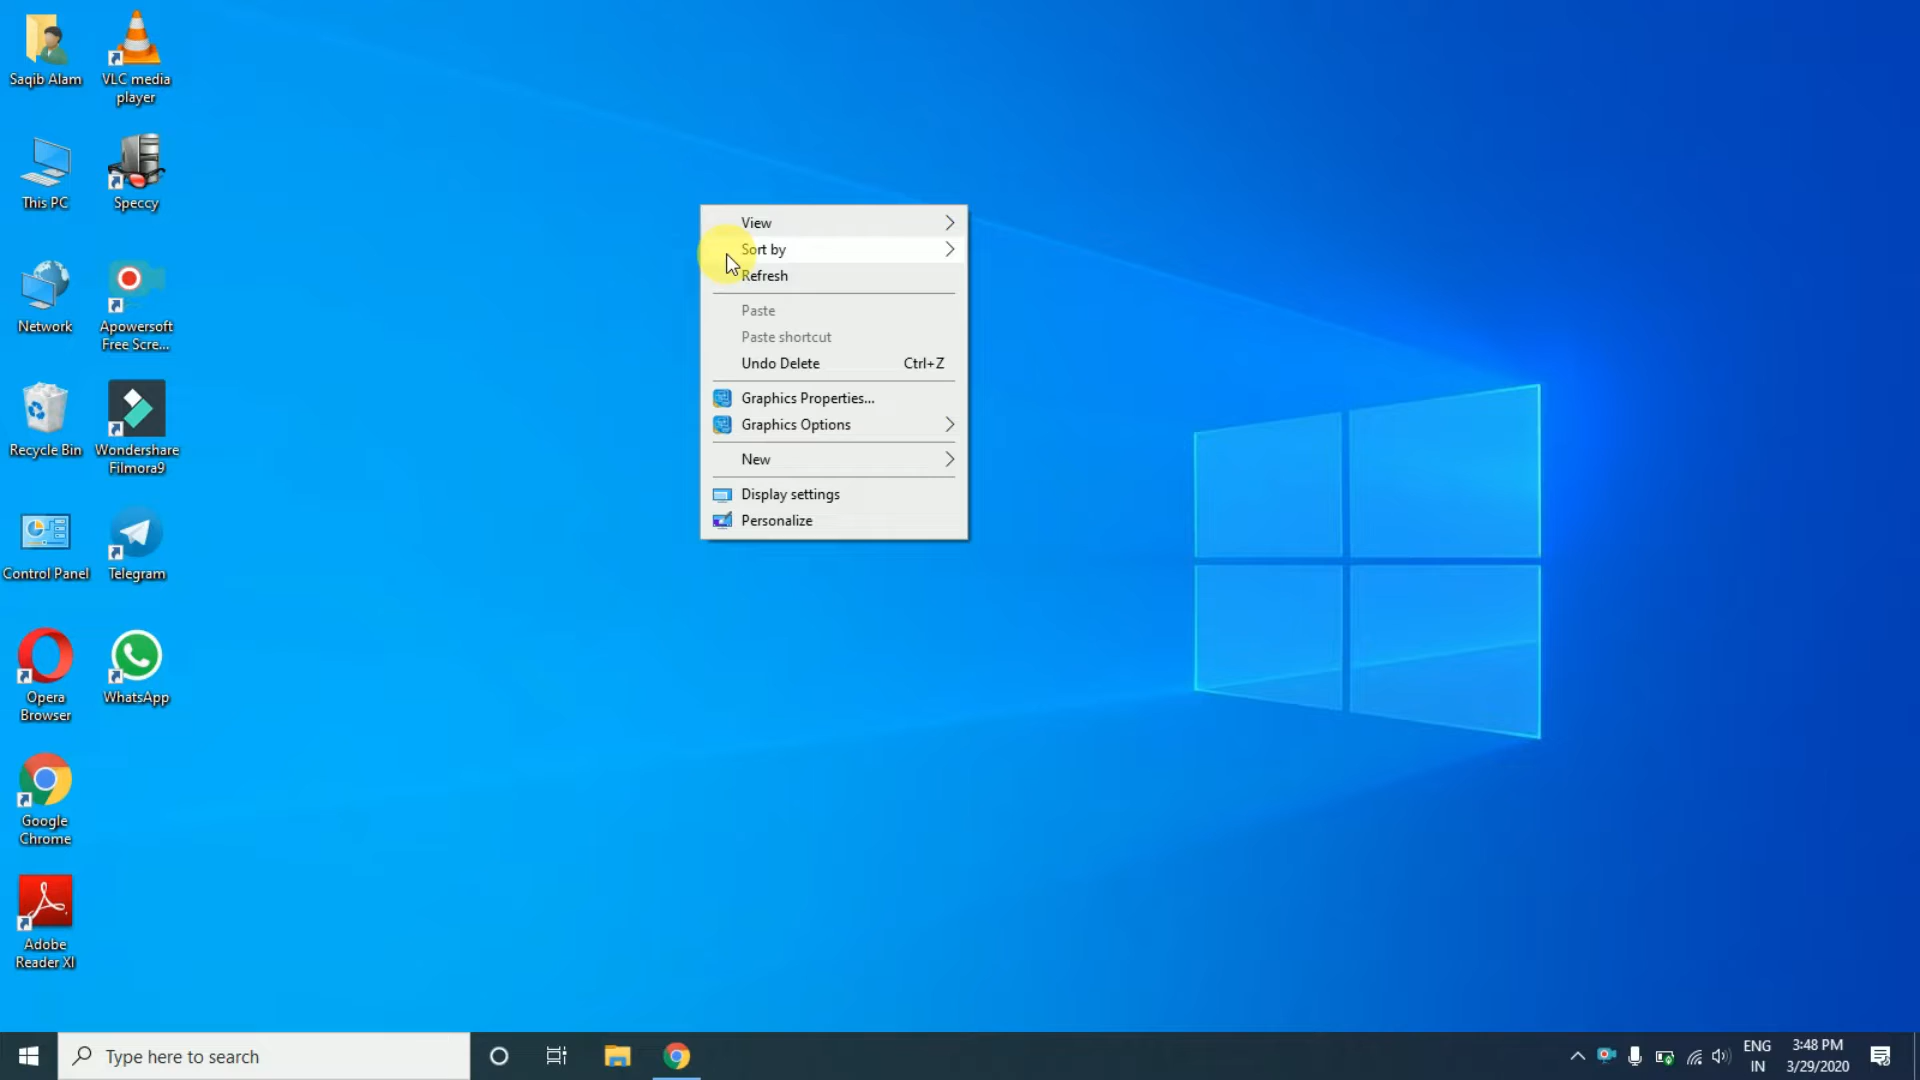 Saqib Alam
VLC media
player
This PC
Speccy
Network
Apowersoft
Free Scre...
Recycle Bin
Wondershare
Filmora9
Control Panel
Telegram
Opera
Browser
WhatsApp
Google
Chrome
Adobe
Reader XI
View
Sort by
Refresh
Paste
Paste shortcut
Undo Delete Ctrl+Z
Graphics Properties...
Graphics Options
New
Display settings
Personalize
Type here to search
ENG
IN
3:48 PM
3/29/2020